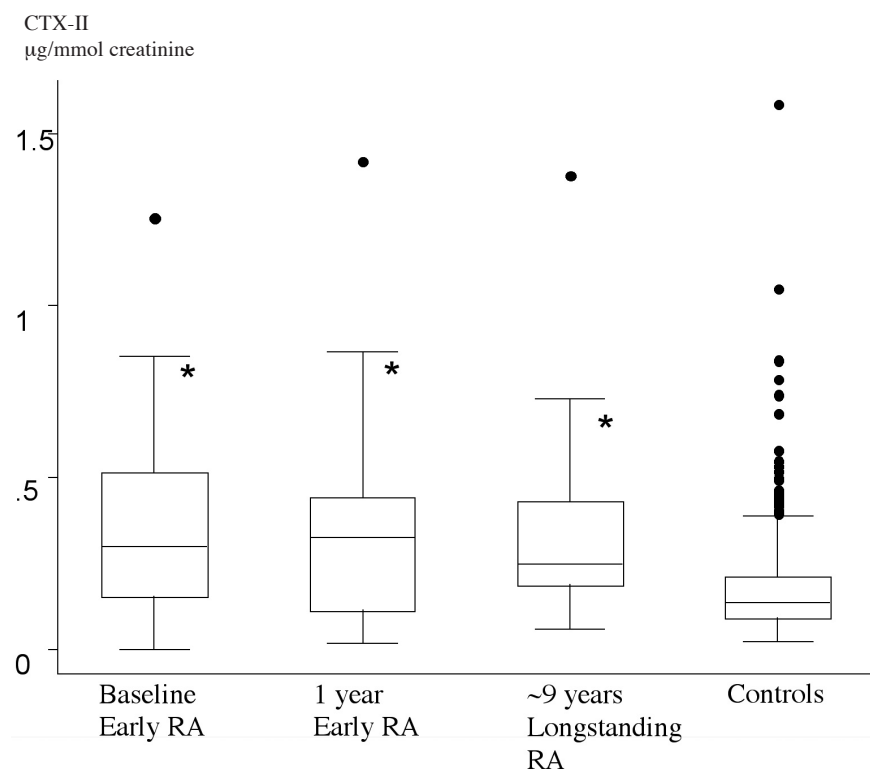 CTX-II
µg/mmol creatinine
1.5
1
.5
0
*
*
*
Baseline
Early RA
1 year
Early RA
~9 years
Longstanding
RA
Controls